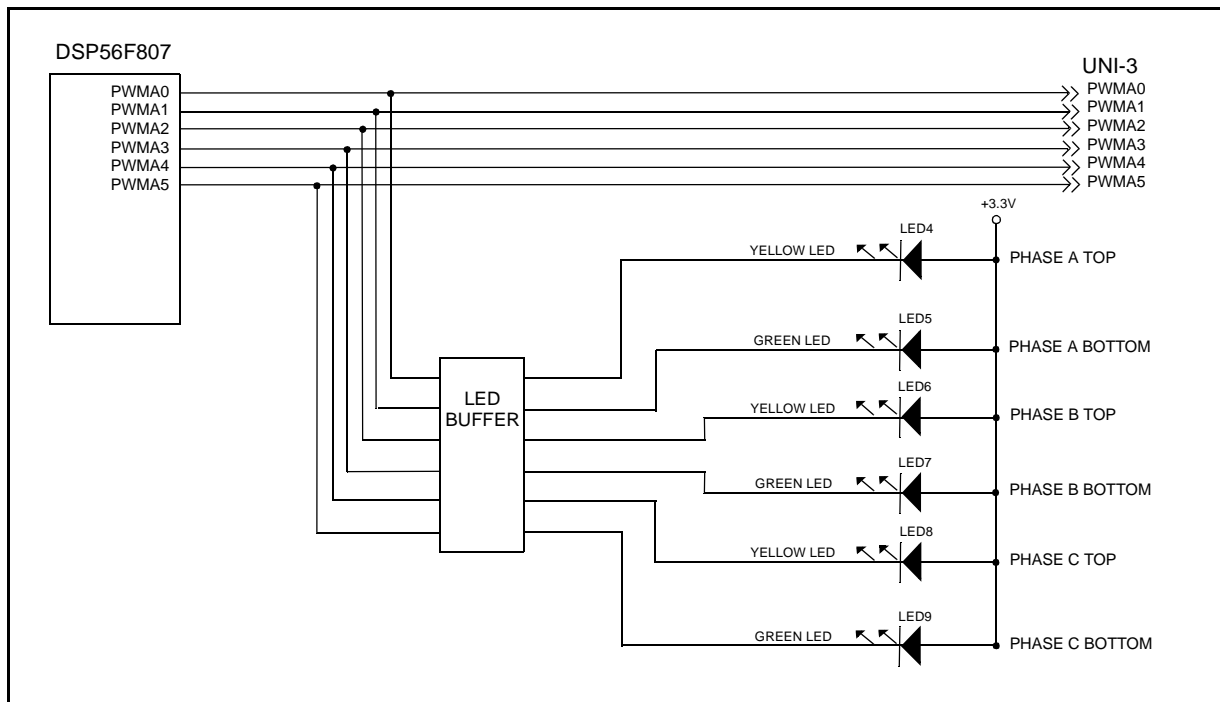 DSP56F807
UNI-3
PWMA0
PWMA1
PWMA2
PWMA3
PWMA4
PWMA5
PWMA0
PWMA1
PWMA2
PWMA3
PWMA4
PWMA5
+3.3V
LED4
YELLOW LED
PHASE A TOP
LED5
GREEN LED
PHASE A BOTTOM
LED BUFFER
LED6
YELLOW LED
PHASE B TOP
LED7
GREEN LED
PHASE B BOTTOM
LED8
YELLOW LED
PHASE C TOP
LED9
GREEN LED
PHASE C BOTTOM